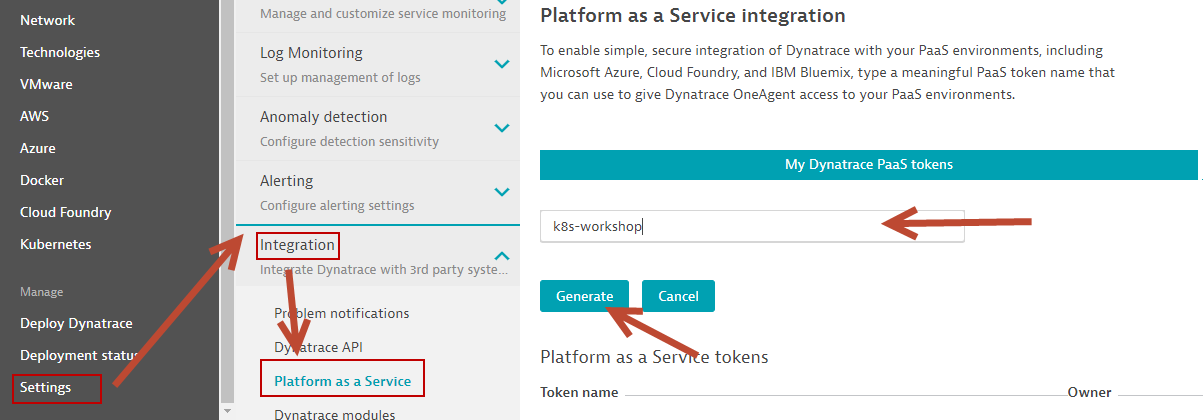 Network
Technologies
VMware
AWS
Azure
Docker
Cloud Foundry
Kubernetes
Manage
Deploy Dynatrace
Deployment status
Settings
Manage and customize service monitoring
Log Monitoring
Set up management of logs
Anomaly detection
Configure detection sensitivity
Alerting
Configure alerting settings
Integration
Integrate Dynatrace with 3rd party syste...
Problem notifications
Dynatrace API
Platform as a Service
Dynatrace modules
Platform as a Service integration
To enable simple, secure integration of Dynatrace with your PaaS environments, including
Microsoft Azure, Cloud Foundry, and IBM Bluemix, type a meaningful PaaS token name that
you can use to give Dynatrace OneAgent access to your PaaS environments.
My Dynatrace PaaS tokens
k8s-workshop
Generate Cancel
Platform as a Service tokens
Token name Owner